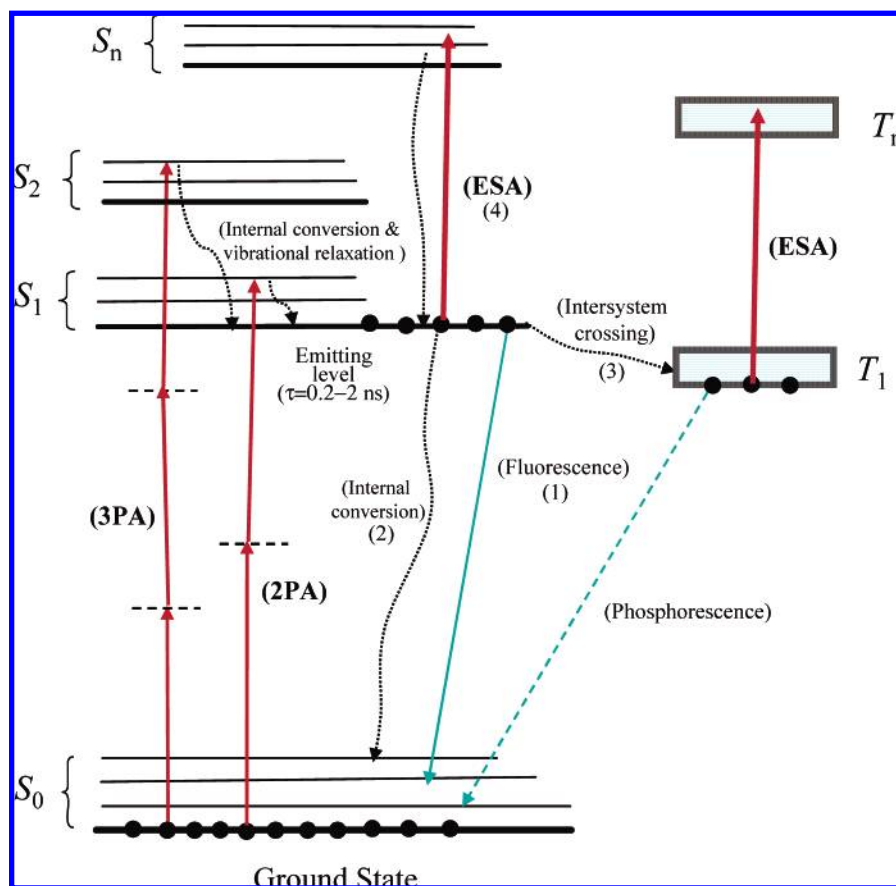 Sn
S2
(ESA)
(4)
(Internal conversion &
vibrational relaxation )
S1
Emitting
level
(τ=0.2−2 ns)
(Intersystem
crossing)
(3)
(ESA)
T1
(3PA)
(2PA)
(Internal
conversion)
(2)
(Fluorescence)
(1)
(Phosphorescence)
S0
Ground State